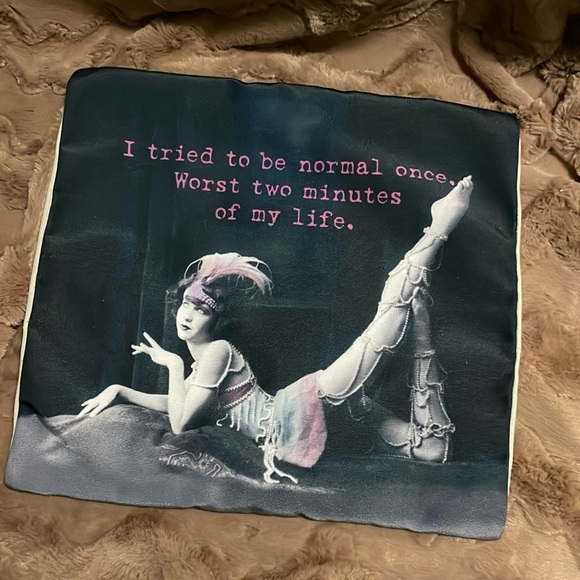 I tried to be normal once.
Worst two minutes
of my life.